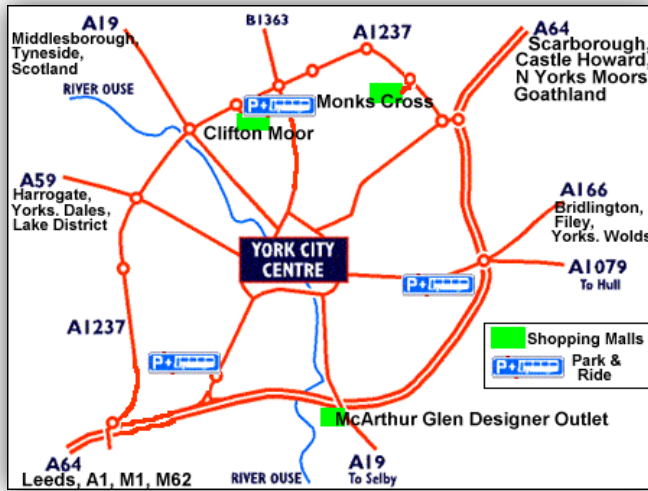 A19
Middlesborough,
Tyneside,
Scotland
B1363
A1237
A64
Scarborough,
Castle Howard,
N Yorks Moors
Goathland
RIVER OUSE
P+
Monks Cross
Clifton Moor
A59
Harrogate,
Yorks. Dales,
Lake District
A166
Bridlington,
Filey,
Yorks. Wolds
YORK CITY
CENTRE
P+
A1079
To Hull
A1237
P+
Shopping Malls
P+
Park &
Ride
McArthur Glen Designer Outlet
A64
Leeds, A1, M1, M62
RIVER OUSE
A19
To Selby